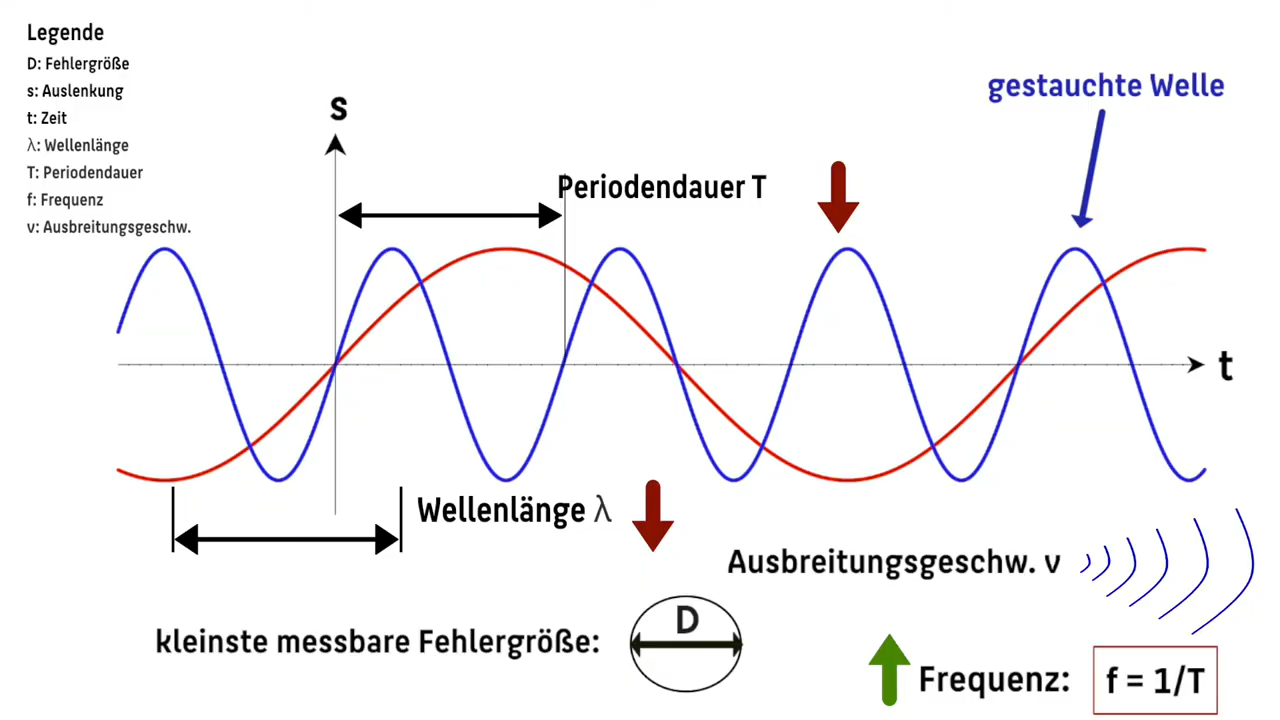 Legende
D: Fehlergröße
s: Auslenkung
t: Zeit
λ: Wellenlänge
T: Periodendauer
f: Frequenz
v: Ausbreitungsgeschw.
gestauchte Welle
s
Periodendauer T
t
Wellenlänge λ
Ausbreitungsgeschw. v
kleinste messbare Fehlergröße:
D
Frequenz:
f = 1/T